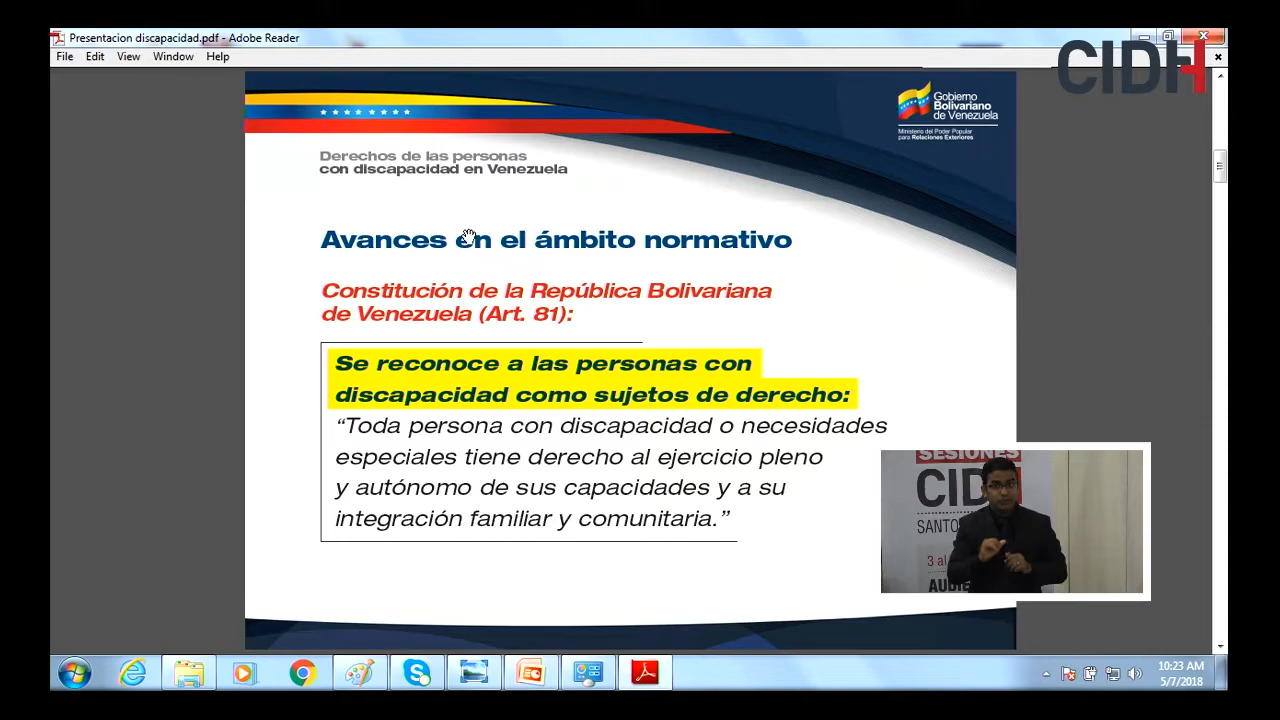 Presentacion discapacidad.pdf - Adobe Reader
File Edit View Window Help
CIDH
Gobierno
Bolivariano
de Venezuela
Ministerio del Poder Popular
para Relaciones Exteriores
Derechos de las personas
con discapacidad en Venezuela
Avances en el ámbito normativo
Constitución de la República Bolivariana
de Venezuela (Art. 81):
Se reconoce a las personas con
discapacidad como sujetos de derecho:
“Toda persona con discapacidad o necesidades
especiales tiene derecho al ejercicio pleno
y autónomo de sus capacidades y a su
integración familiar y comunitaria.”
SESIONES
CIDH
SANTO
3 al
AUDIE
10:23 AM
5/7/2018